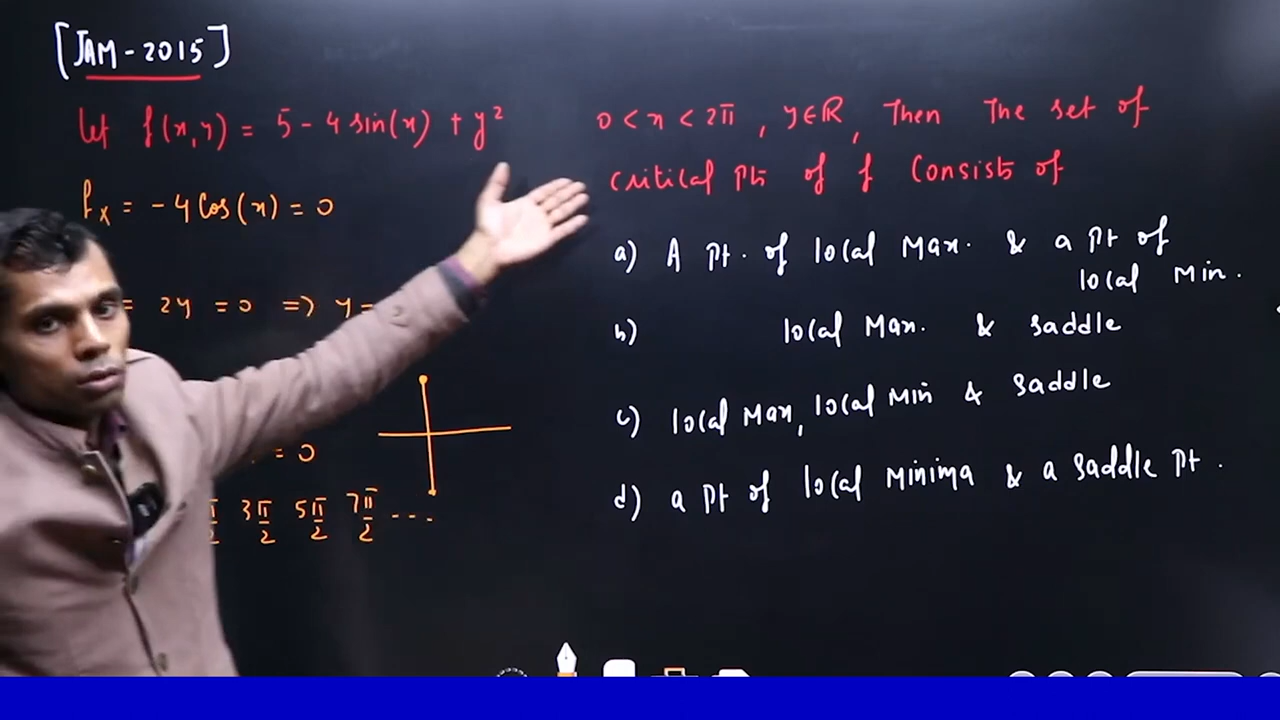 [JAM-2015]
Let f(x,y) = 5 - 4 sin(x) + y²
0 < x < 2π, y∈ℝ, Then The set of
critical Pts of f Consists of
fx = -4 Cos(x) = 0
= 2y = 0 ⇒ y =
= 0
3π/2 5π/2 7π/2 ---
a) A pt. of local Max. & a pt of
local Min.
b) local Max. & saddle
c) local Max, local Min & saddle
d) a pt of local Minima & a saddle pt.